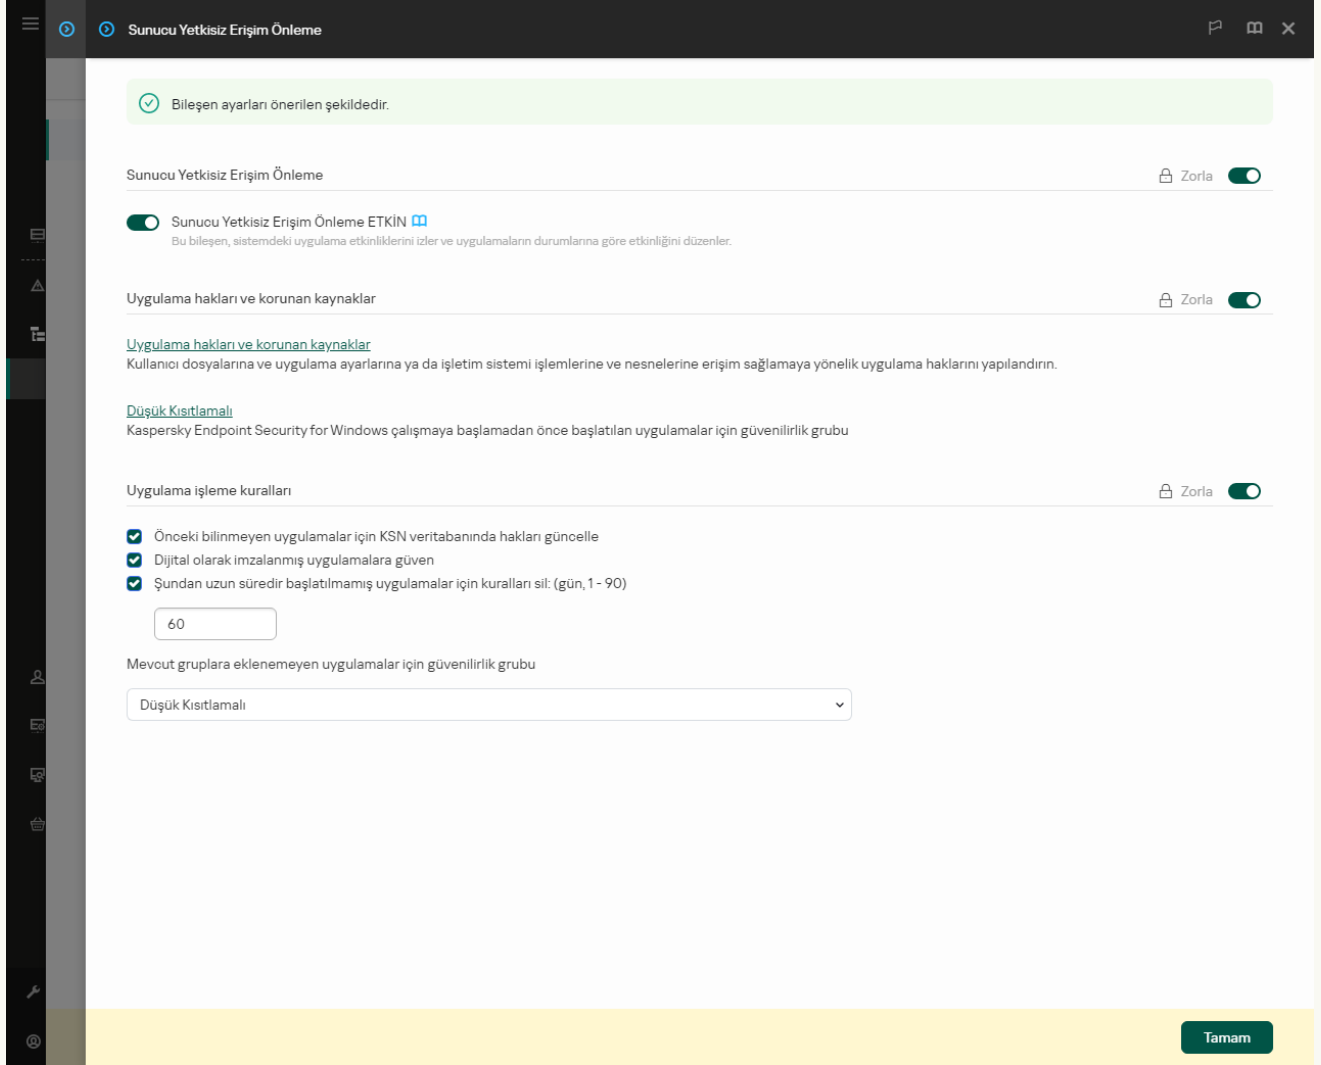 Sunucu Yetkisiz Erişim Önleme
Bileşen ayarları önerilen şekildedir.
Sunucu Yetkisiz Erişim Önleme
Zorla
Sunucu Yetkisiz Erişim Önleme ETKİN
Bu bileşen, sistemdeki uygulama etkinliklerini izler ve uygulamaların durumlarına göre etkinliğini düzenler.
Uygulama hakları ve korunan kaynaklar
Zorla
Uygulama hakları ve korunan kaynaklar
Kullanıcı dosyalarına ve uygulama ayarlarına ya da işletim sistemi işlemlerine ve nesnelerine erişim sağlamaya yönelik uygulama haklarını yapılandırın.
Düşük Kısıtlamalı
Kaspersky Endpoint Security for Windows çalışmaya başlamadan önce başlatılan uygulamalar için güvenilirlik grubu
Uygulama işleme kuralları
Zorla
Önceki bilinmeyen uygulamalar için KSN veritabanında hakları güncelle
Dijital olarak imzalanmış uygulamalara güven
Şundan uzun süredir başlatılmamış uygulamalar için kuralları sil: (gün, 1 - 90)
60
Mevcut gruplara eklenemeyen uygulamalar için güvenilirlik grubu
Düşük Kısıtlamalı
Tamam